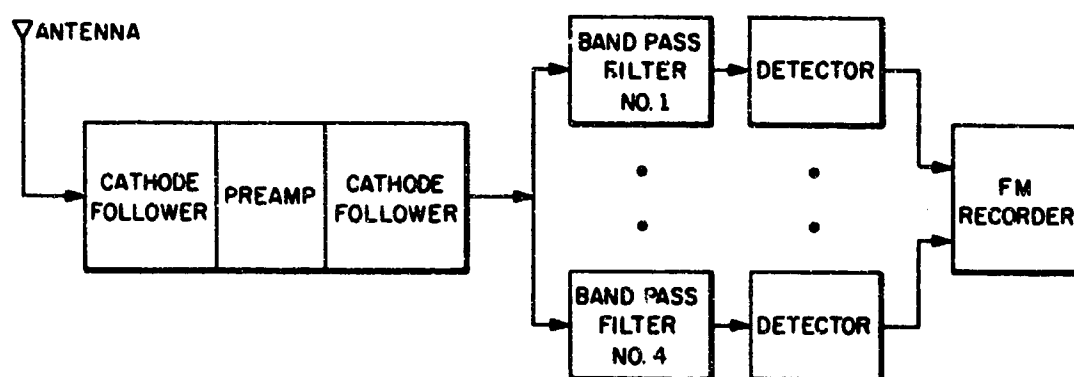 ANTENNA
BAND PASS
FILTER
NO. 1
DETECTOR
CATHODE
FOLLOWER
PREAMP
CATHODE
FOLLOWER
FM
RECORDER
BAND PASS
FILTER
NO. 4
DETECTOR